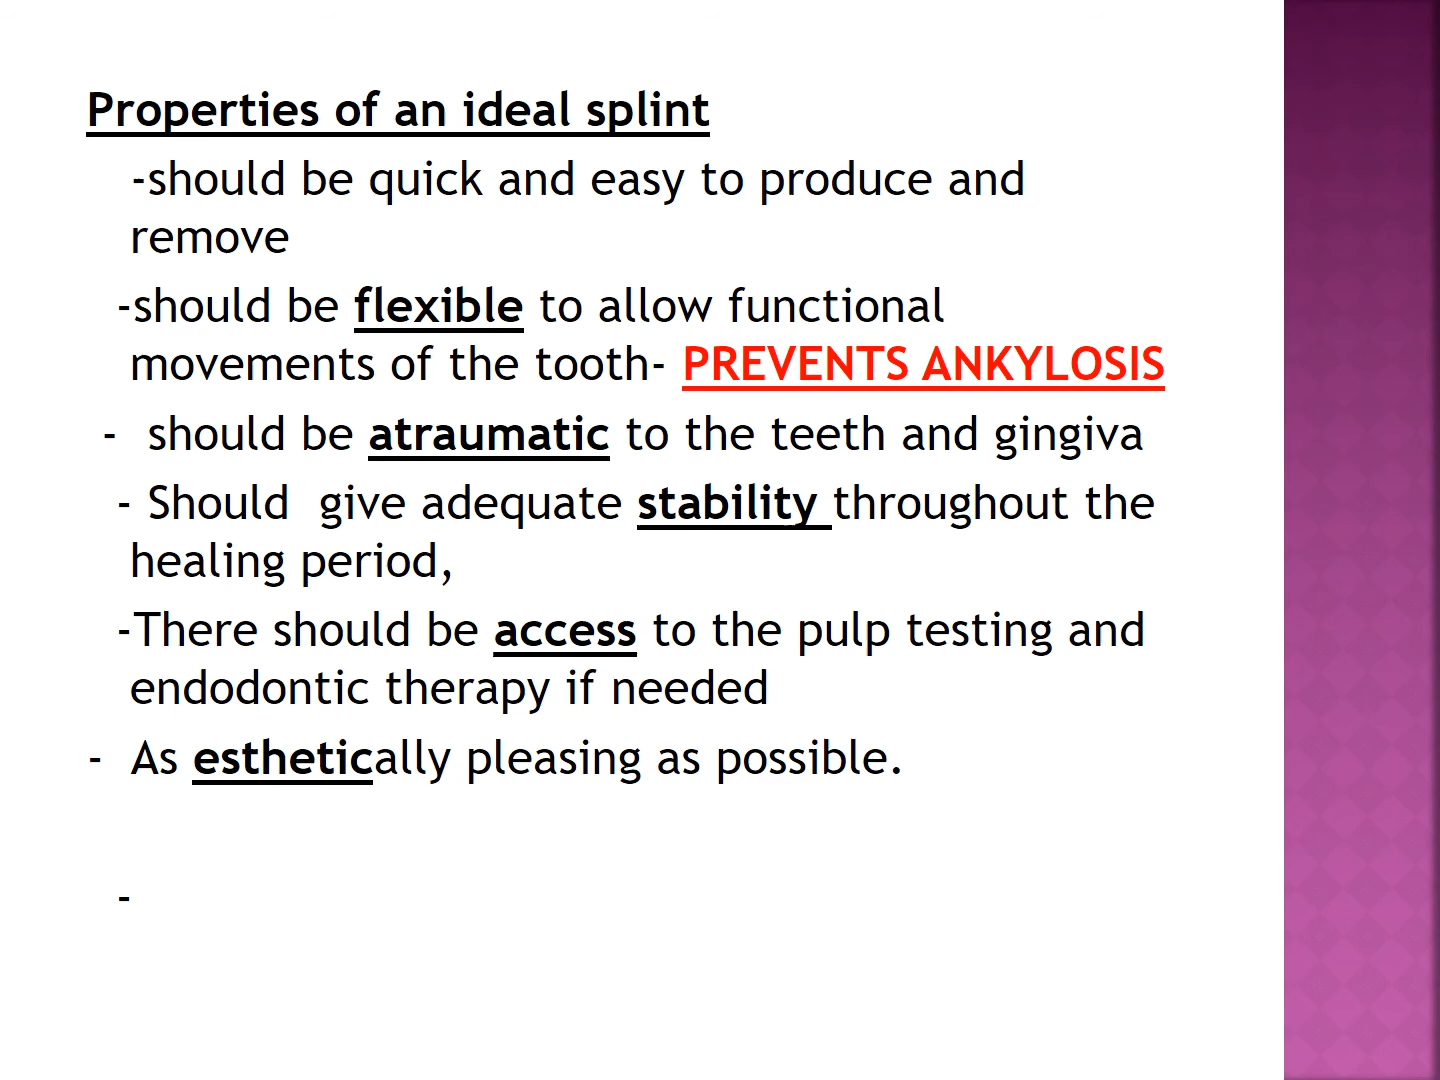 Properties of an ideal splint
-should be quick and easy to produce and
remove
-should be flexible to allow functional
movements of the tooth- PREVENTS ANKYLOSIS
- should be atraumatic to the teeth and gingiva
- Should give adequate stability throughout the
healing period,
-There should be access to the pulp testing and
endodontic therapy if needed
- As esthetically pleasing as possible.
-